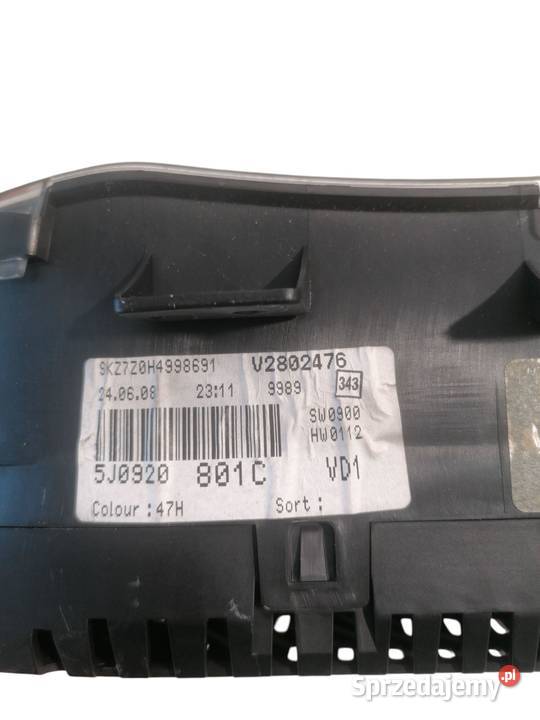 SKZ7Z0H4998691 V2802476
24.06.08 23:11 9989 343
SW0900
HW0112
5J0920 801C VD1
Colour : 47H Sort :
Sprzedajemy.pl